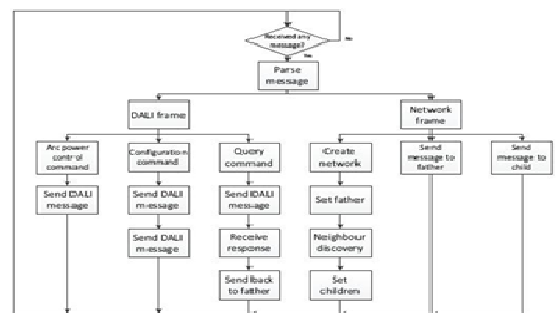 Received any
message?
No
Yes
Parse
message
DALI frame
Network
frame
Arc power
control
command
Configuration
command
Query
command
Create
network
Send
message to
father
Send
message to
child
Send DALI
message
Send DALI
message
Send DALI
message
Set father
Send DALI
message
Receive
response
Neighbour
discovery
Send back
to father
Set
children